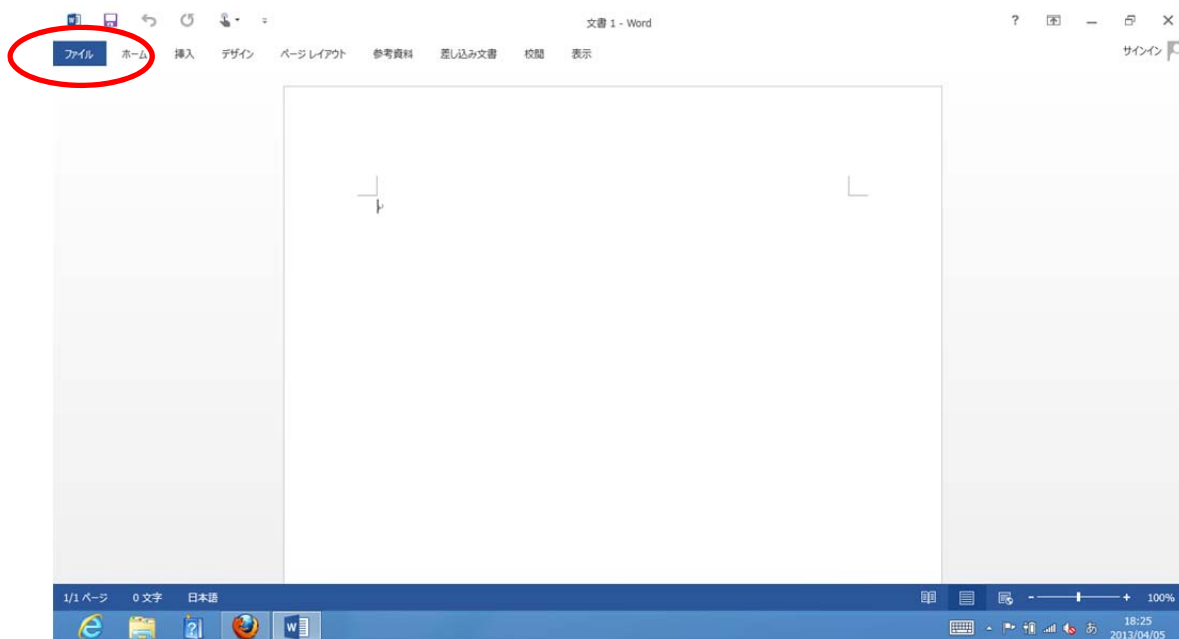 文書 1 - Word
?
ファイル ホーム 挿入 デザイン ページ レイアウト 参考資料 差し込み文書 校閲 表示 サインイン
1/1 ページ 0 文字 日本語 100%
あ 18:25
2013/04/05